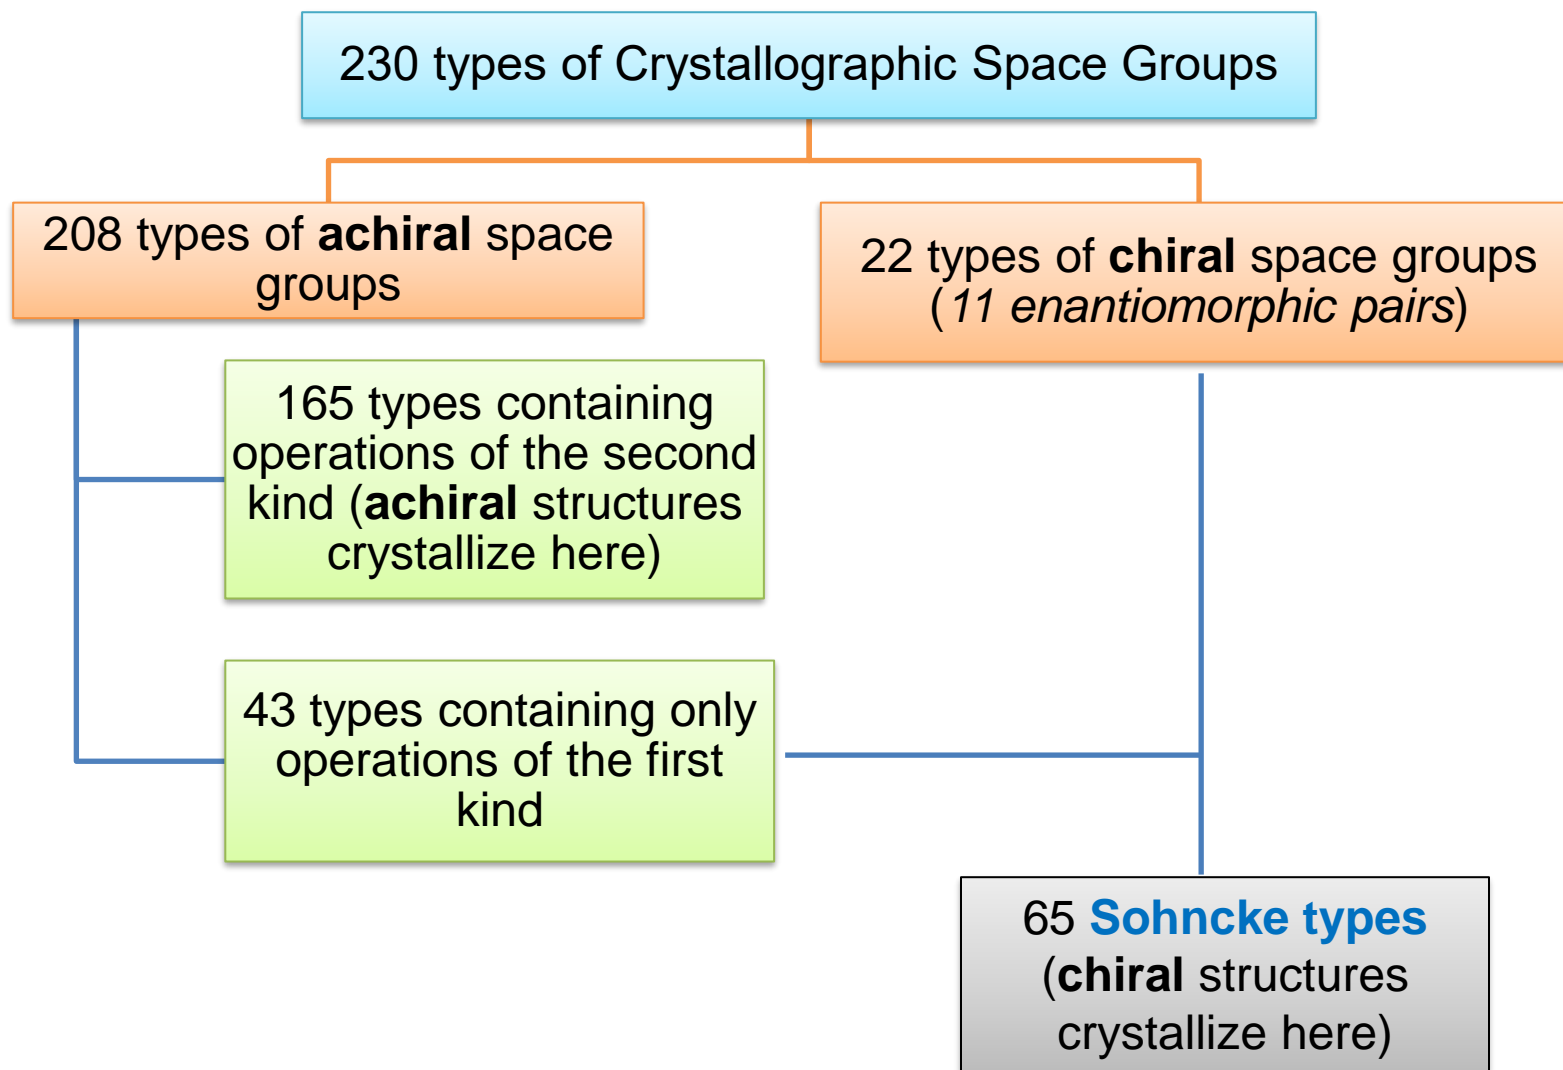 230 types of Crystallographic Space Groups
208 types of achiral space
groups
22 types of chiral space groups
(11 enantiomorphic pairs)
165 types containing
operations of the second
kind (achiral structures
crystallize here)
43 types containing only
operations of the first
kind
65 Sohncke types
(chiral structures
crystallize here)